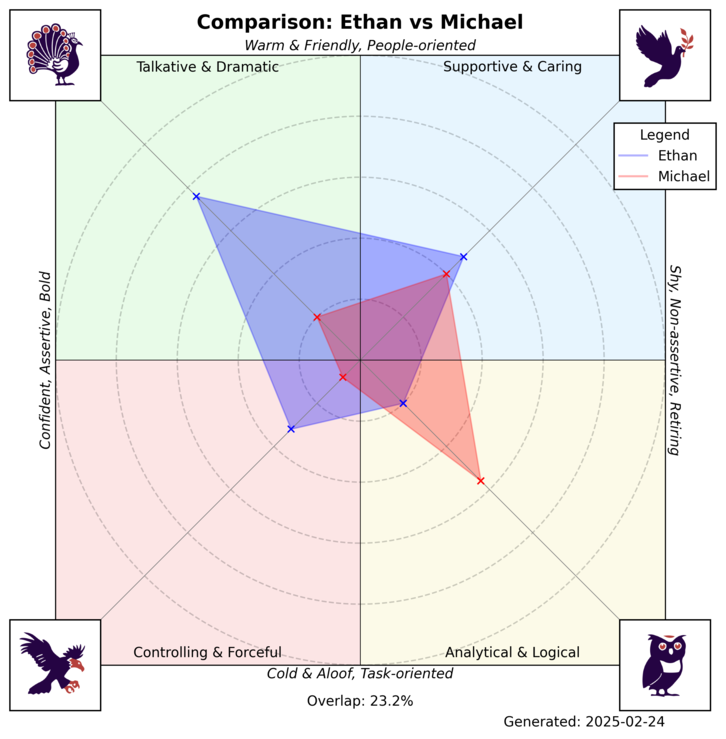 Comparison: Ethan vs Michael
Warm & Friendly, People-oriented
Talkative & Dramatic
Supportive & Caring
Legend
Ethan
Michael
Confident, Assertive, Bold
Shy, Non-assertive, Retiring
Controlling & Forceful
Analytical & Logical
Cold & Aloof, Task-oriented
Overlap: 23.2%
Generated: 2025-02-24